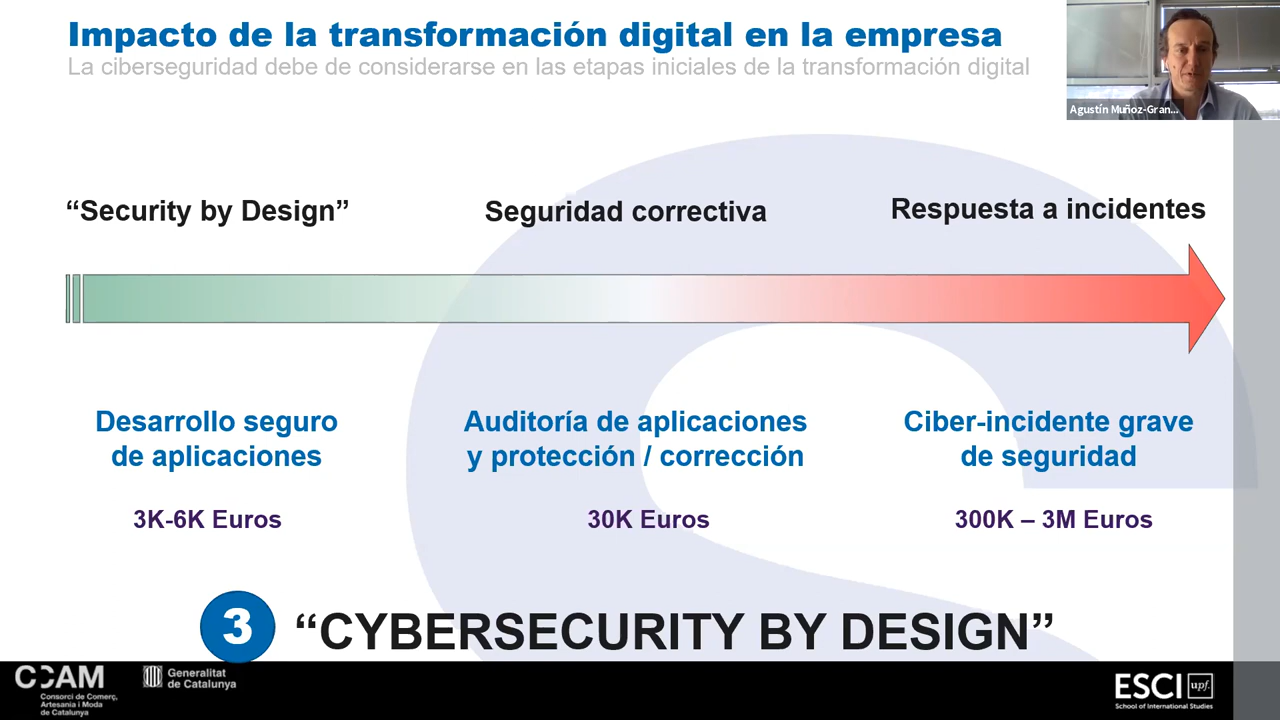 Impacto de la transformación digital en la empresa
La ciberseguridad debe de considerarse en las etapas iniciales de la transformación digital
Agustín Muñoz-Gran...
“Security by Design”
Seguridad correctiva
Respuesta a incidentes
Desarrollo seguro
de aplicaciones
3K-6K Euros
Auditoría de aplicaciones
y protección / corrección
30K Euros
Ciber-incidente grave
de seguridad
300K – 3M Euros
3 “CYBERSECURITY BY DESIGN”
CCAM
Consorci de Comerç,
Artesania i Moda
de Catalunya
Generalitat
de Catalunya
ESCI upf.
School of International Studies